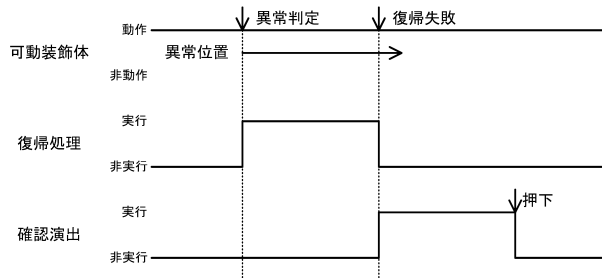 異常判定
復帰失敗
動作
可動装飾体
異常位置
非動作
実行
復帰処理
非実行
実行
押下
確認演出
非実行